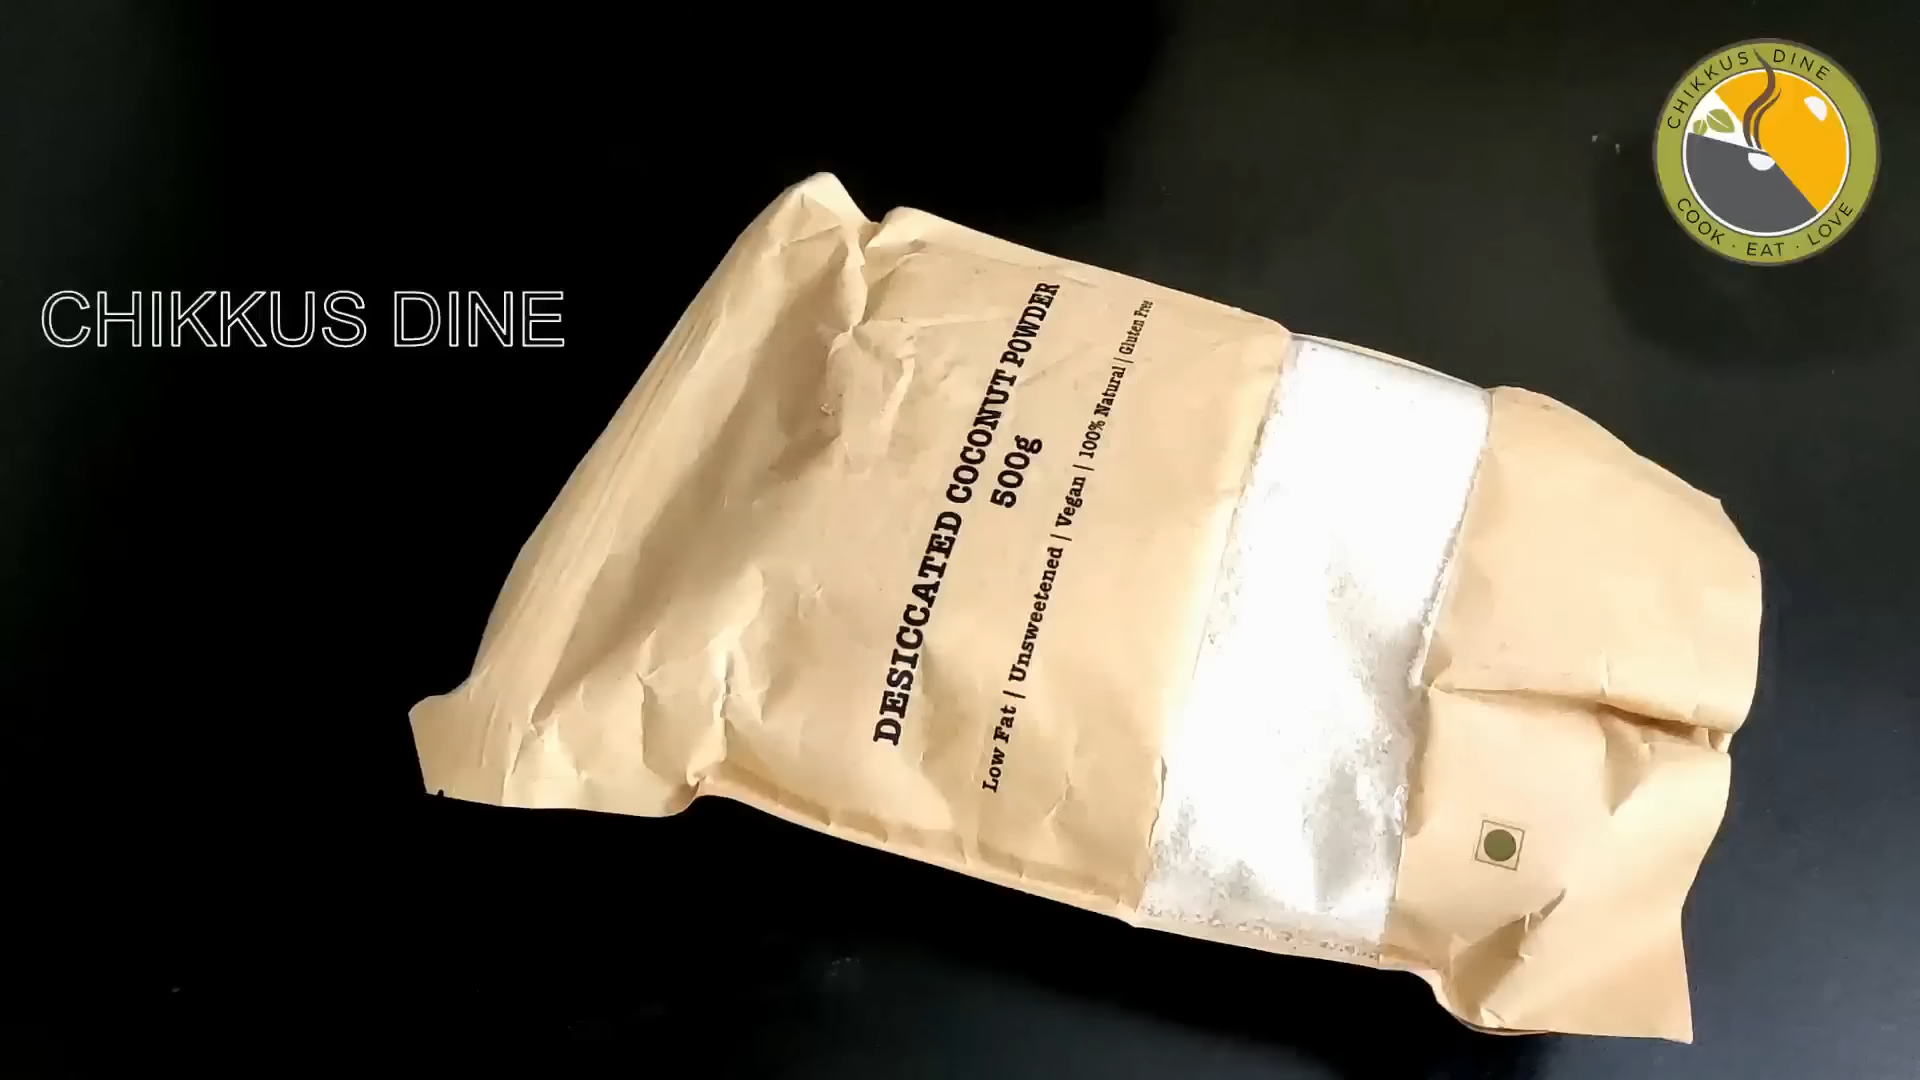 CHIKKUS DINE
COOK · EAT · LOVE
CHIKKUS DINE
DESICCATED COCONUT POWDER
500g
Low Fat | Unsweetened | Vegan | 100% Natural | Gluten Free